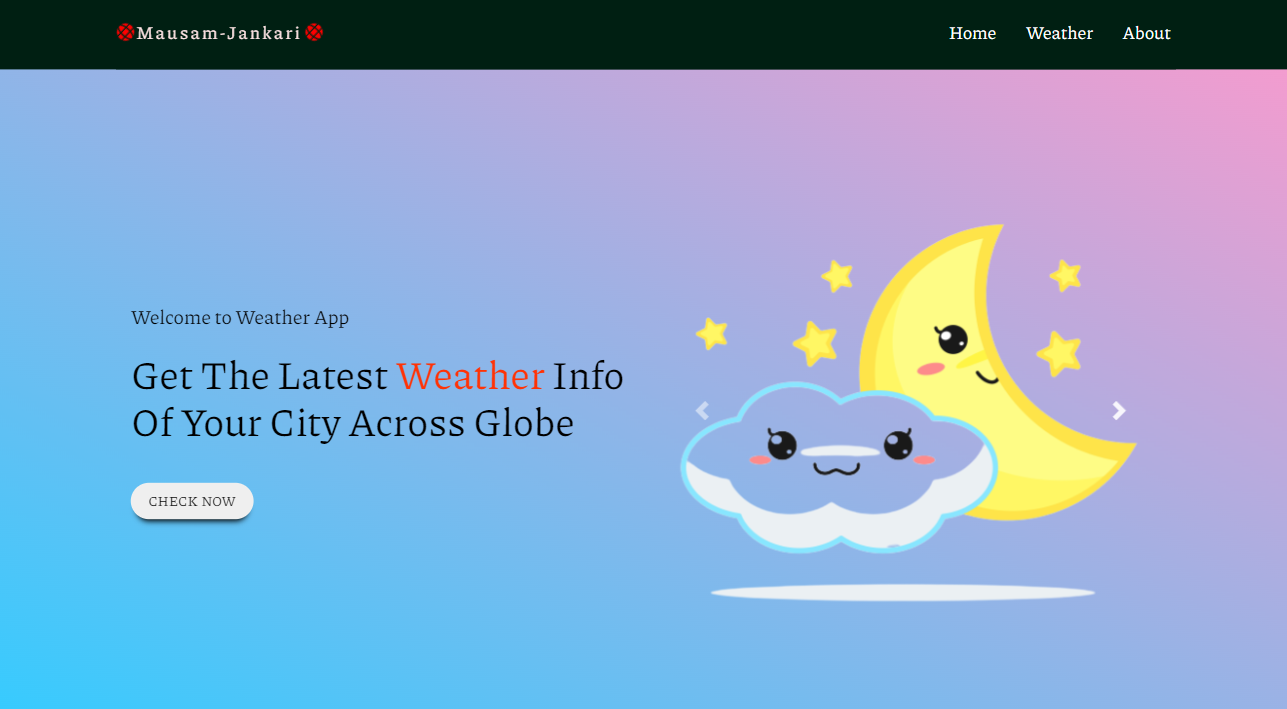 Mausam-Jankari
Home
Weather
About
Welcome to Weather App
Get The Latest Weather Info
Of Your City Across Globe
CHECK NOW